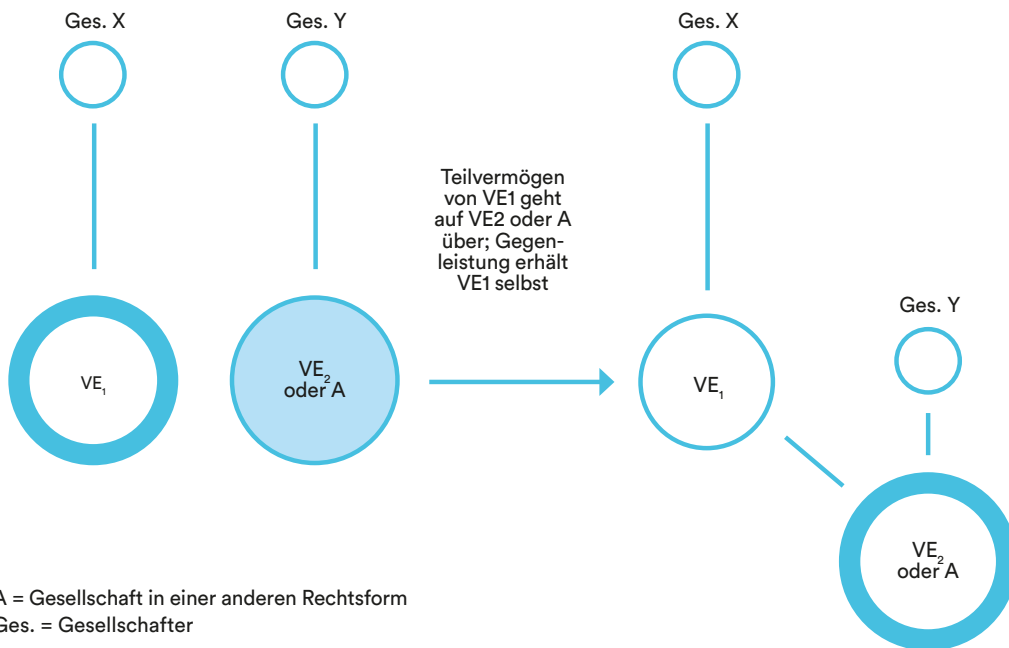 Ges. X
Ges. Y
Ges. X
Teilvermögen
von VE1 geht
auf VE2 oder A
über; Gegen-
leistung erhält
VE1 selbst
Ges. Y
VE₁
VE₂
oder A
VE₁
VE₂
oder A
A = Gesellschaft in einer anderen Rechtsform
Ges. = Gesellschafter